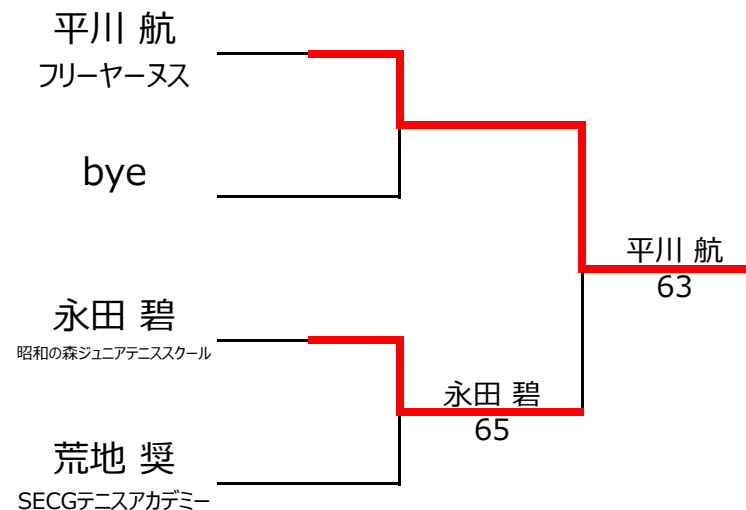 平川 航
フリーヤーヌス
bye
永田 碧
昭和の森ジュニアテニススクール
荒地 奨
SECGテニスアカデミー
永田 碧
65
平川 航
63